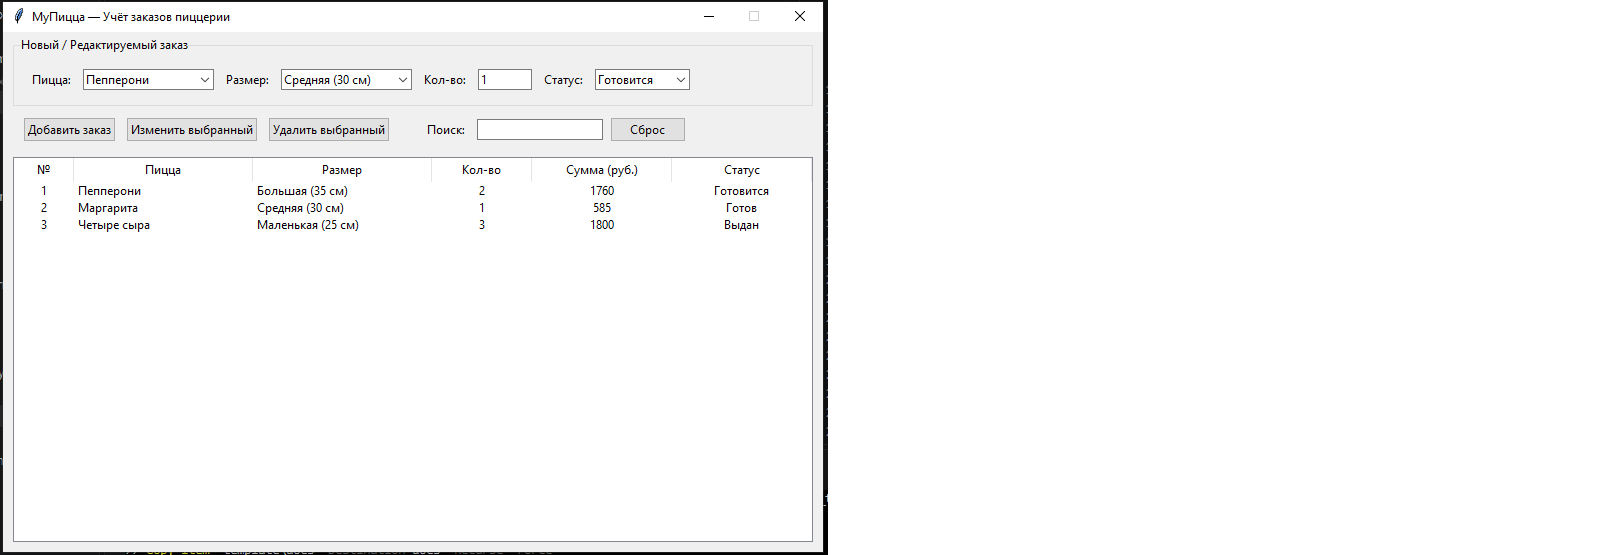 МуПицца — Учёт заказов пиццерии
Новый / Редактируемый заказ
Пицца: Пепперони Размер: Средняя (30 см) Кол-во: 1 Статус: Готовится
Добавить заказ Изменить выбранный Удалить выбранный Поиск: Сброс
№ Пицца Размер Кол-во Сумма (руб.) Статус
1 Пепперони Большая (35 см) 2 1760 Готовится
2 Маргарита Средняя (30 см) 1 585 Готов
3 Четыре сыра Маленькая (25 см) 3 1800 Выдан